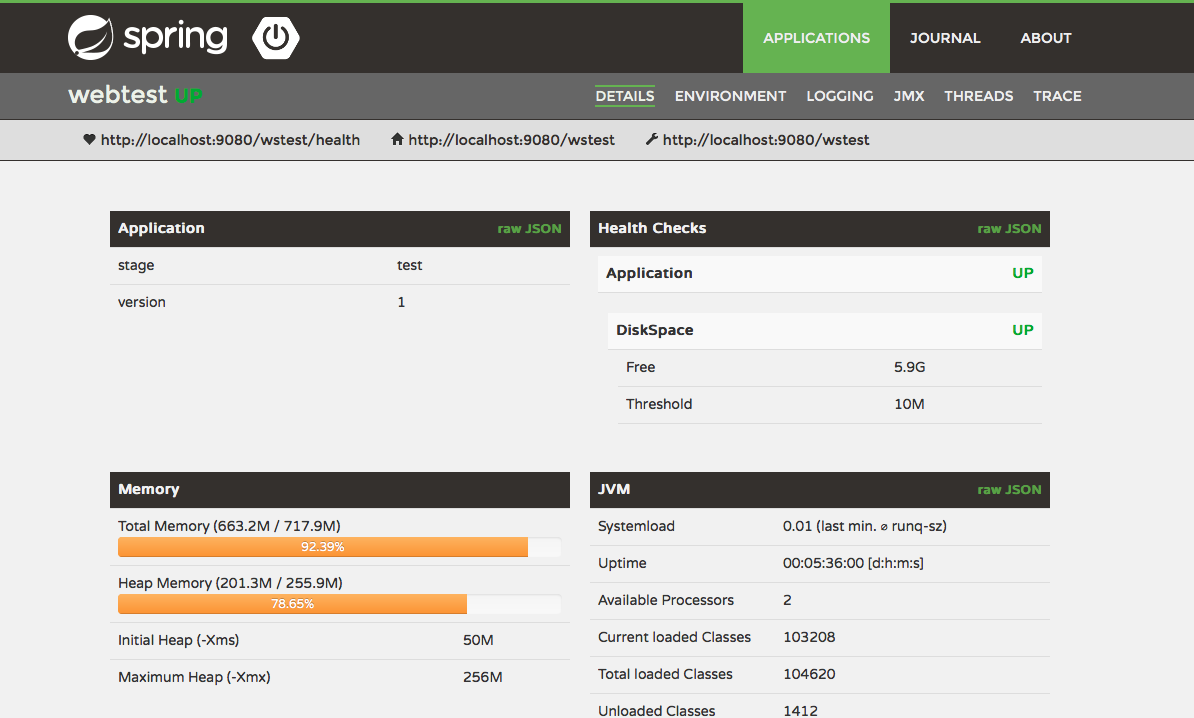 spring
APPLICATIONS JOURNAL ABOUT
webtest UP
DETAILS ENVIRONMENT LOGGING JMX THREADS TRACE
http://localhost:9080/wstest/health http://localhost:9080/wstest http://localhost:9080/wstest
Application raw JSON
stage test
version 1
Health Checks raw JSON
Application UP
DiskSpace UP
Free 5.9G
Threshold 10M
Memory
Total Memory (663.2M / 717.9M)
92.39%
Heap Memory (201.3M / 255.9M)
78.65%
Initial Heap (-Xms) 50M
Maximum Heap (-Xmx) 256M
JVM raw JSON
Systemload 0.01 (last min. ⌀ runq-sz)
Uptime 00:05:36:00 [d:h:m:s]
Available Processors 2
Current loaded Classes 103208
Total loaded Classes 104620
Unloaded Classes 1412